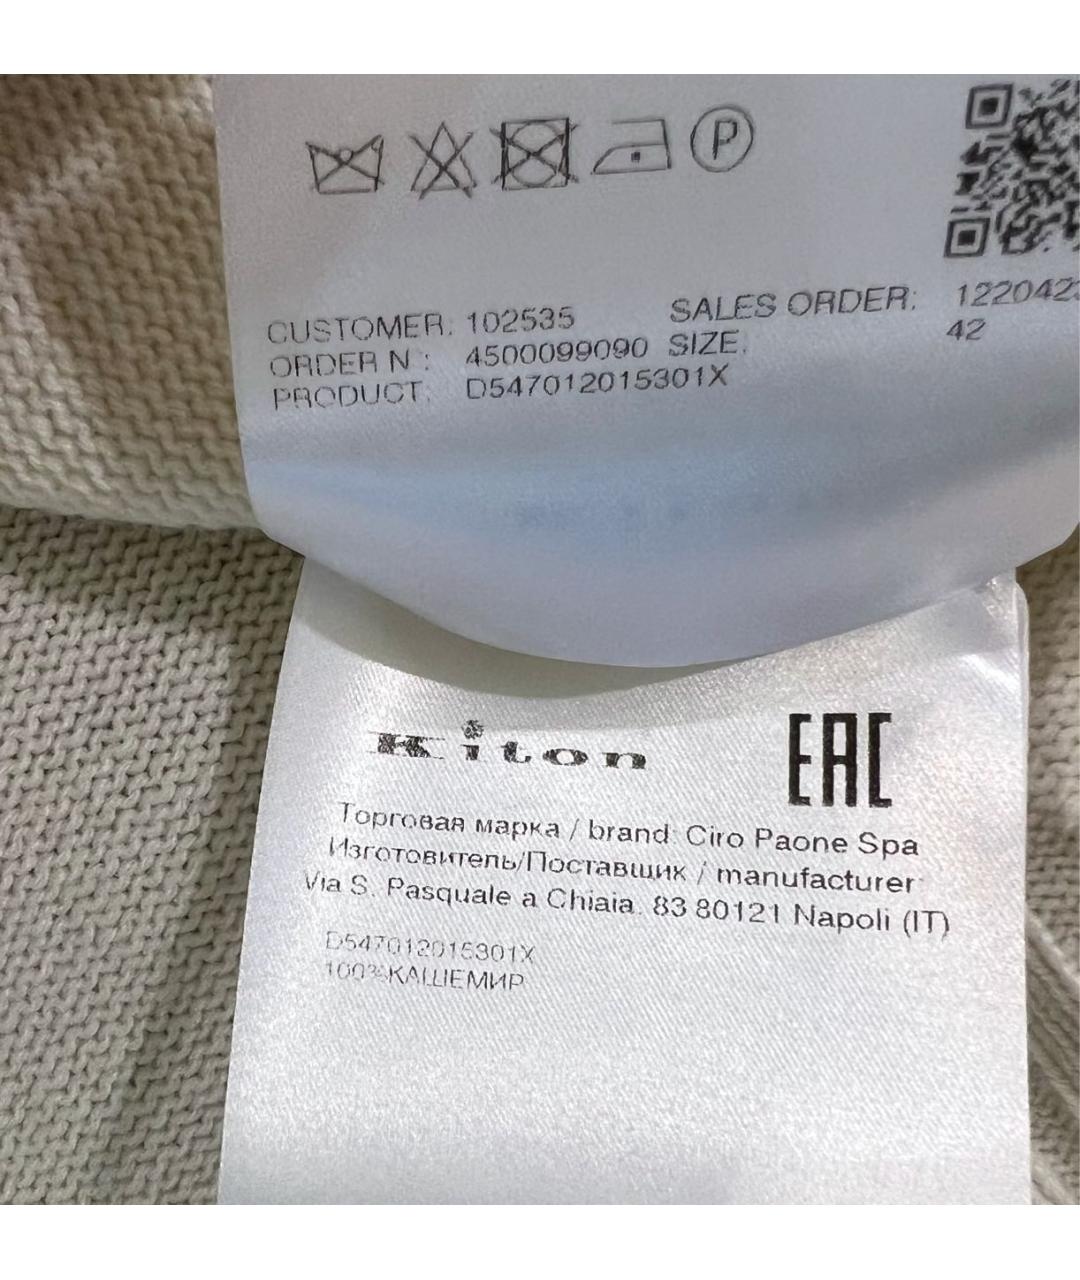 P
CUSTOMER: 102535 SALES ORDER: 122042
ORDER N : 4500099090 SIZE: 42
PRODUCT: D547012015301X
Kiton EAC
Торговая марка / brand: Ciro Paone Spa
Изготовитель/Поставщик / manufacturer:
Via S. Pasquale a Chiaia, 83 80121 Napoli (IT)
D547012015301X
100%КАШЕМИР